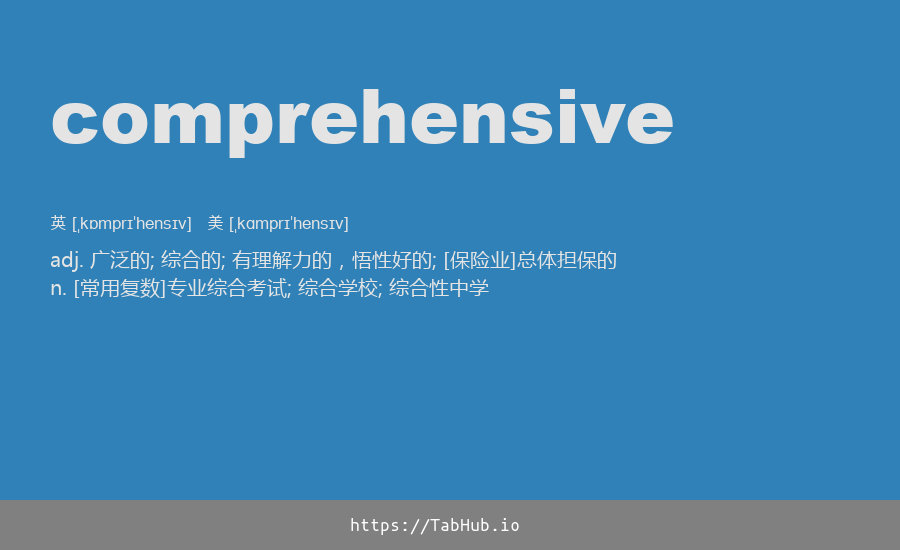 comprehensive
英 [ˌkɒmprɪˈhensɪv] 美 [ˌkɑmprɪˈhensɪv]
adj. 广泛的; 综合的; 有理解力的，悟性好的; [保险业]总体担保的
n. [常用复数]专业综合考试; 综合学校; 综合性中学
https://TabHub.io